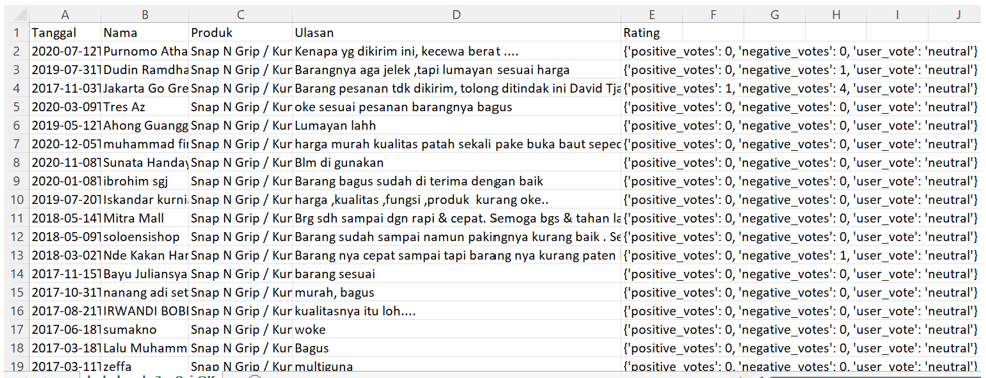 A B C D E F G H I J
1 Tanggal Nama Produk Ulasan Rating
2 2020-07-12T Purnomo Atha Snap N Grip / Kur Kenapa yg dikirim ini, kecewa berat .... {'positive_votes': 0, 'negative_votes': 0, 'user_vote': 'neutral'}
3 2019-07-31T Dudin Ramdha Snap N Grip / Kur Barangnya aga jelek ,tapi lumayan sesuai harga {'positive_votes': 0, 'negative_votes': 1, 'user_vote': 'neutral'}
4 2017-11-03T Jakarta Go Gre Snap N Grip / Kur Barang pesanan tdk dikirim, tolong ditindak ini David Tja {'positive_votes': 1, 'negative_votes': 4, 'user_vote': 'neutral'}
5 2020-03-09T Tres Az Snap N Grip / Kur oke sesuai pesanan barangnya bagus {'positive_votes': 0, 'negative_votes': 0, 'user_vote': 'neutral'}
6 2019-05-12T Ahong Guangg Snap N Grip / Kur Lumayan lahh {'positive_votes': 0, 'negative_votes': 0, 'user_vote': 'neutral'}
7 2020-12-05T muhammad fir Snap N Grip / Kur harga murah kualitas patah sekali pake buka baut seped {'positive_votes': 0, 'negative_votes': 0, 'user_vote': 'neutral'}
8 2020-11-08T Sunata Handay Snap N Grip / Kur Blm di gunakan {'positive_votes': 0, 'negative_votes': 0, 'user_vote': 'neutral'}
9 2020-01-08T ibrohim sgj Snap N Grip / Kur Barang bagus sudah di terima dengan baik {'positive_votes': 0, 'negative_votes': 0, 'user_vote': 'neutral'}
10 2019-07-20T Iskandar kurni Snap N Grip / Kur harga ,kualitas ,fungsi ,produk kurang oke.. {'positive_votes': 0, 'negative_votes': 0, 'user_vote': 'neutral'}
11 2018-05-14T Mitra Mall Snap N Grip / Kur Brg sdh sampai dgn rapi & cepat. Semoga bgs & tahan la {'positive_votes': 0, 'negative_votes': 0, 'user_vote': 'neutral'}
12 2018-05-09T soloensishop Snap N Grip / Kur Barang sudah sampai namun pakingnya kurang baik . Se {'positive_votes': 0, 'negative_votes': 0, 'user_vote': 'neutral'}
13 2018-03-02T Nde Kakan Har Snap N Grip / Kur Barang nya cepat sampai tapi barang nya kurang paten {'positive_votes': 0, 'negative_votes': 1, 'user_vote': 'neutral'}
14 2017-11-15T Bayu Juliansya Snap N Grip / Kur barang sesuai {'positive_votes': 0, 'negative_votes': 0, 'user_vote': 'neutral'}
15 2017-10-31T nanang adi set Snap N Grip / Kur murah, bagus {'positive_votes': 0, 'negative_votes': 0, 'user_vote': 'neutral'}
16 2017-08-21T IRWANDI BOBI Snap N Grip / Kur kualitasnya itu loh.... {'positive_votes': 0, 'negative_votes': 0, 'user_vote': 'neutral'}
17 2017-06-18T sumakno Snap N Grip / Kur woke {'positive_votes': 0, 'negative_votes': 0, 'user_vote': 'neutral'}
18 2017-03-18T Lalu Muhamm Snap N Grip / Kur Bagus {'positive_votes': 0, 'negative_votes': 0, 'user_vote': 'neutral'}
19 2017-03-11T zeffa Snap N Grip / Kur multiguna {'positive_votes': 0, 'negative_votes': 0, 'user_vote': 'neutral'}